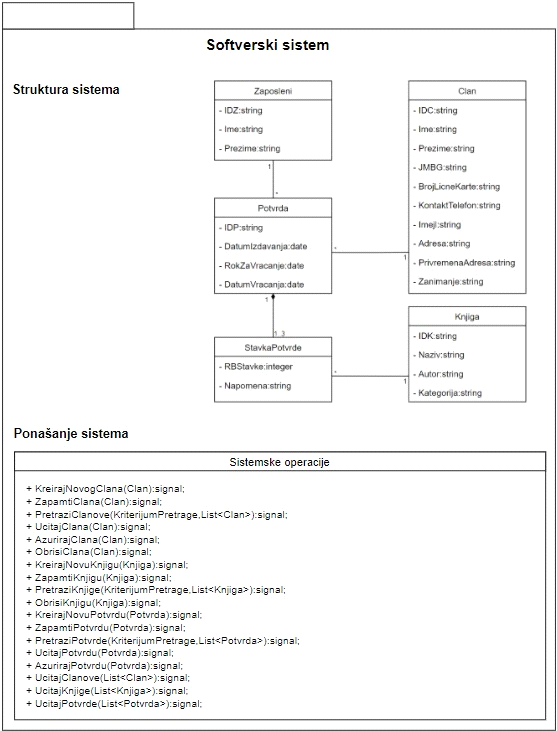 Softverski sistem
Struktura sistema
Zaposleni
- IDZ:string
- Ime:string
- Prezime:string
1
*
Potvrda
- IDP:string
- DatumIzdavanja:date
- RokZaVracanje:date
- DatumVracanja:date
*
1
1
1..3
StavkaPotvrde
- RBStavke:integer
- Napomena:string
*
1
Clan
- IDC:string
- Ime:string
- Prezime:string
- JMBG:string
- BrojLicneKarte:string
- KontaktTelefon:string
- Imejl:string
- Adresa:string
- PrivremenaAdresa:string
- Zanimanje:string
Knjiga
- IDK:string
- Naziv:string
- Autor:string
- Kategorija:string
Ponašanje sistema
Sistemske operacije
+ KreirajNovogClana(Clan):signal;
+ ZapamtiClana(Clan):signal;
+ PretraziClanove(KriterijumPretrage,List<Clan>):signal;
+ UcitajClana(Clan):signal;
+ AzurirajClana(Clan):signal;
+ ObrisiClana(Clan):signal;
+ KreirajNovuKnjigu(Knjiga):signal;
+ ZapamtiKnjigu(Knjiga):signal;
+ PretraziKnjige(KriterijumPretrage,List<Knjiga>):signal;
+ ObrisiKnjigu(Knjiga):signal;
+ KreirajNovuPotvrdu(Potvrda):signal;
+ ZapamtiPotvrdu(Potvrda):signal;
+ PretraziPotvrde(KriterijumPretrage,List<Potvrda>):signal;
+ UcitajPotvrdu(Potvrda):signal;
+ AzurirajPotvrdu(Potvrda):signal;
+ UcitajClanove(List<Clan>):signal;
+ UcitajKnjige(List<Knjiga>):signal;
+ UcitajPotvrde(List<Potvrda>):signal;